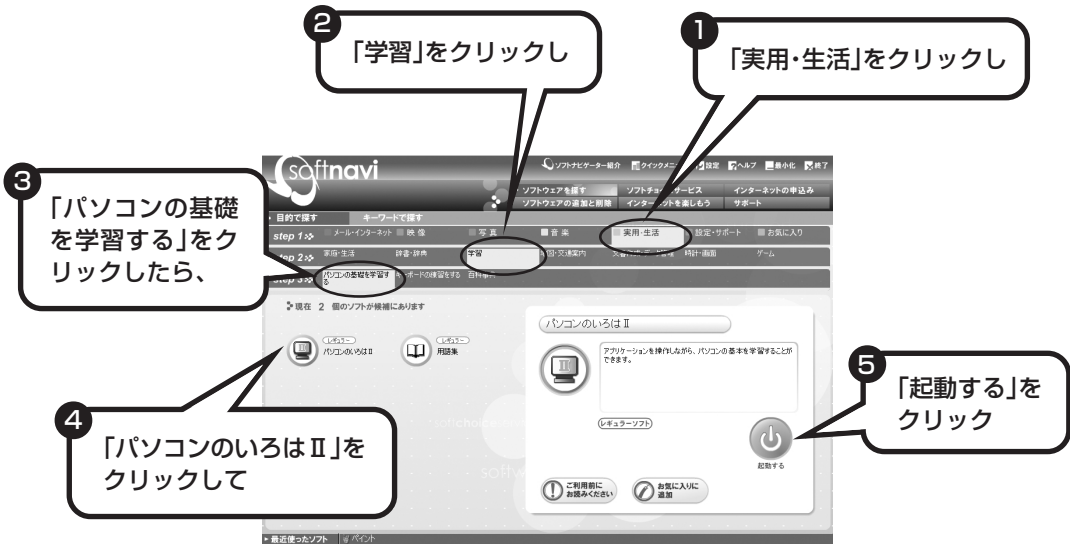 ❷
「学習」をクリックし
❶
「実用・生活」をクリックし
❸
「パソコンの基礎
を学習する」をク
リックしたら、
softnavi
ソフトナビゲーター紹介 クイックメニュー 設定 ヘルプ 最小化 終了
ソフトウェアを探す ソフトチョイスサービス インターネットの申込み
ソフトウェアの追加と削除 インターネットを楽しもう サポート
目的で探す キーワードで探す
step 1 メール・インターネット 映像 写真 音楽 実用・生活 設定・サポート お気に入り
step 2 家庭・生活 辞書・辞典 学習 交通案内 時計・画面 ゲーム
step 3 パソコンの基礎を学習す
る キーボードの練習をする 百科事典
現在 2 個のソフトが候補にあります
レギュラー
パソコンのいろはⅡ
レギュラー
用語集
パソコンのいろはⅡ
アプリケーションを操作しながら、パソコンの基本を学習することが
できます。
レギュラーソフト
起動する
ご利用前に
お読みください
お気に入りに
追加
❹
「パソコンのいろはⅡ」を
クリックして
❺
「起動する」を
クリック
最近使ったソフト ペイント